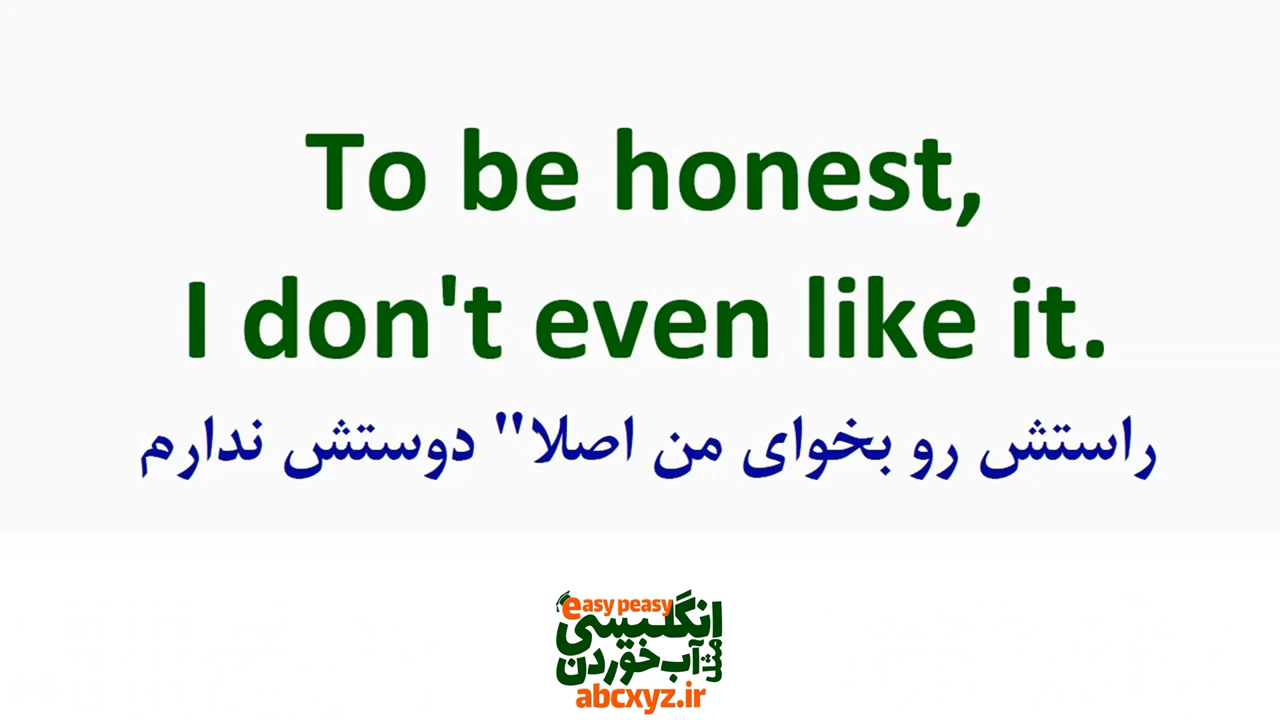 To be honest,
I don't even like it.
راستش رو بخوای من اصلا" دوستش ندارم
easy peasy
انگلیسی
مثل
آب خوردن
abcxyz.ir